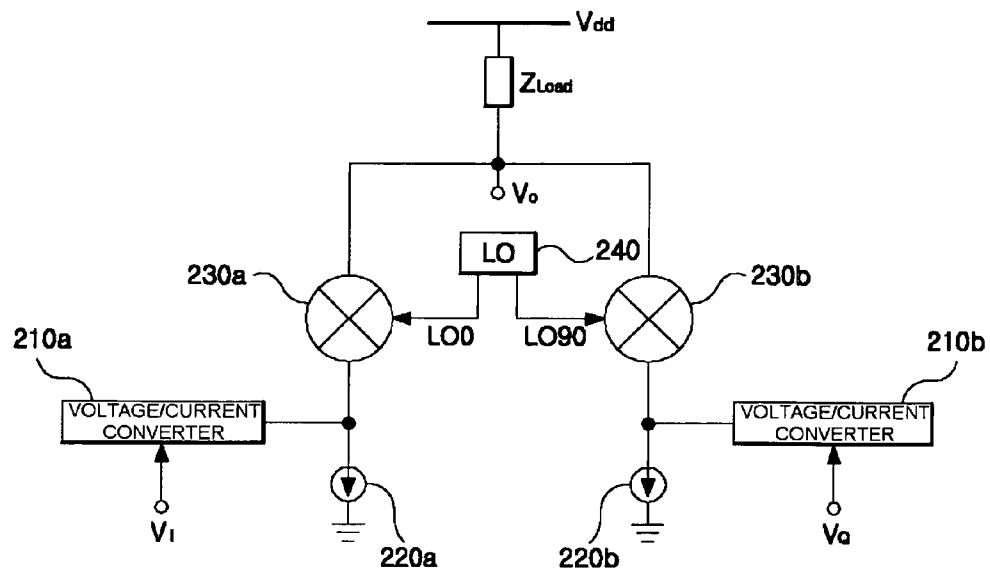 Vdd
ZLoad
Vo
LO
240
230a
230b
LO0
LO90
210a
210b
VOLTAGE/CURRENT
CONVERTER
VOLTAGE/CURRENT
CONVERTER
VI
220a
220b
VQ